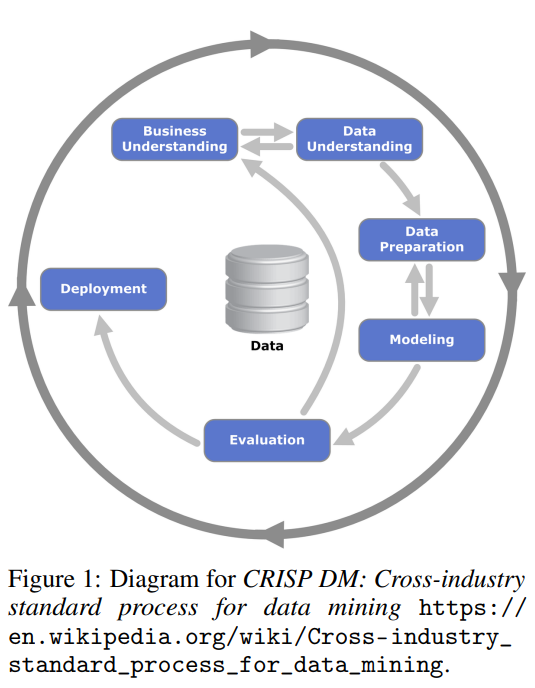 Business
Understanding
Data
Understanding
Data
Preparation
Deployment
Data
Modeling
Evaluation
Figure 1: Diagram for CRISP DM: Cross-industry
standard process for data mining https://
en.wikipedia.org/wiki/Cross-industry_
standard_process_for_data_mining.